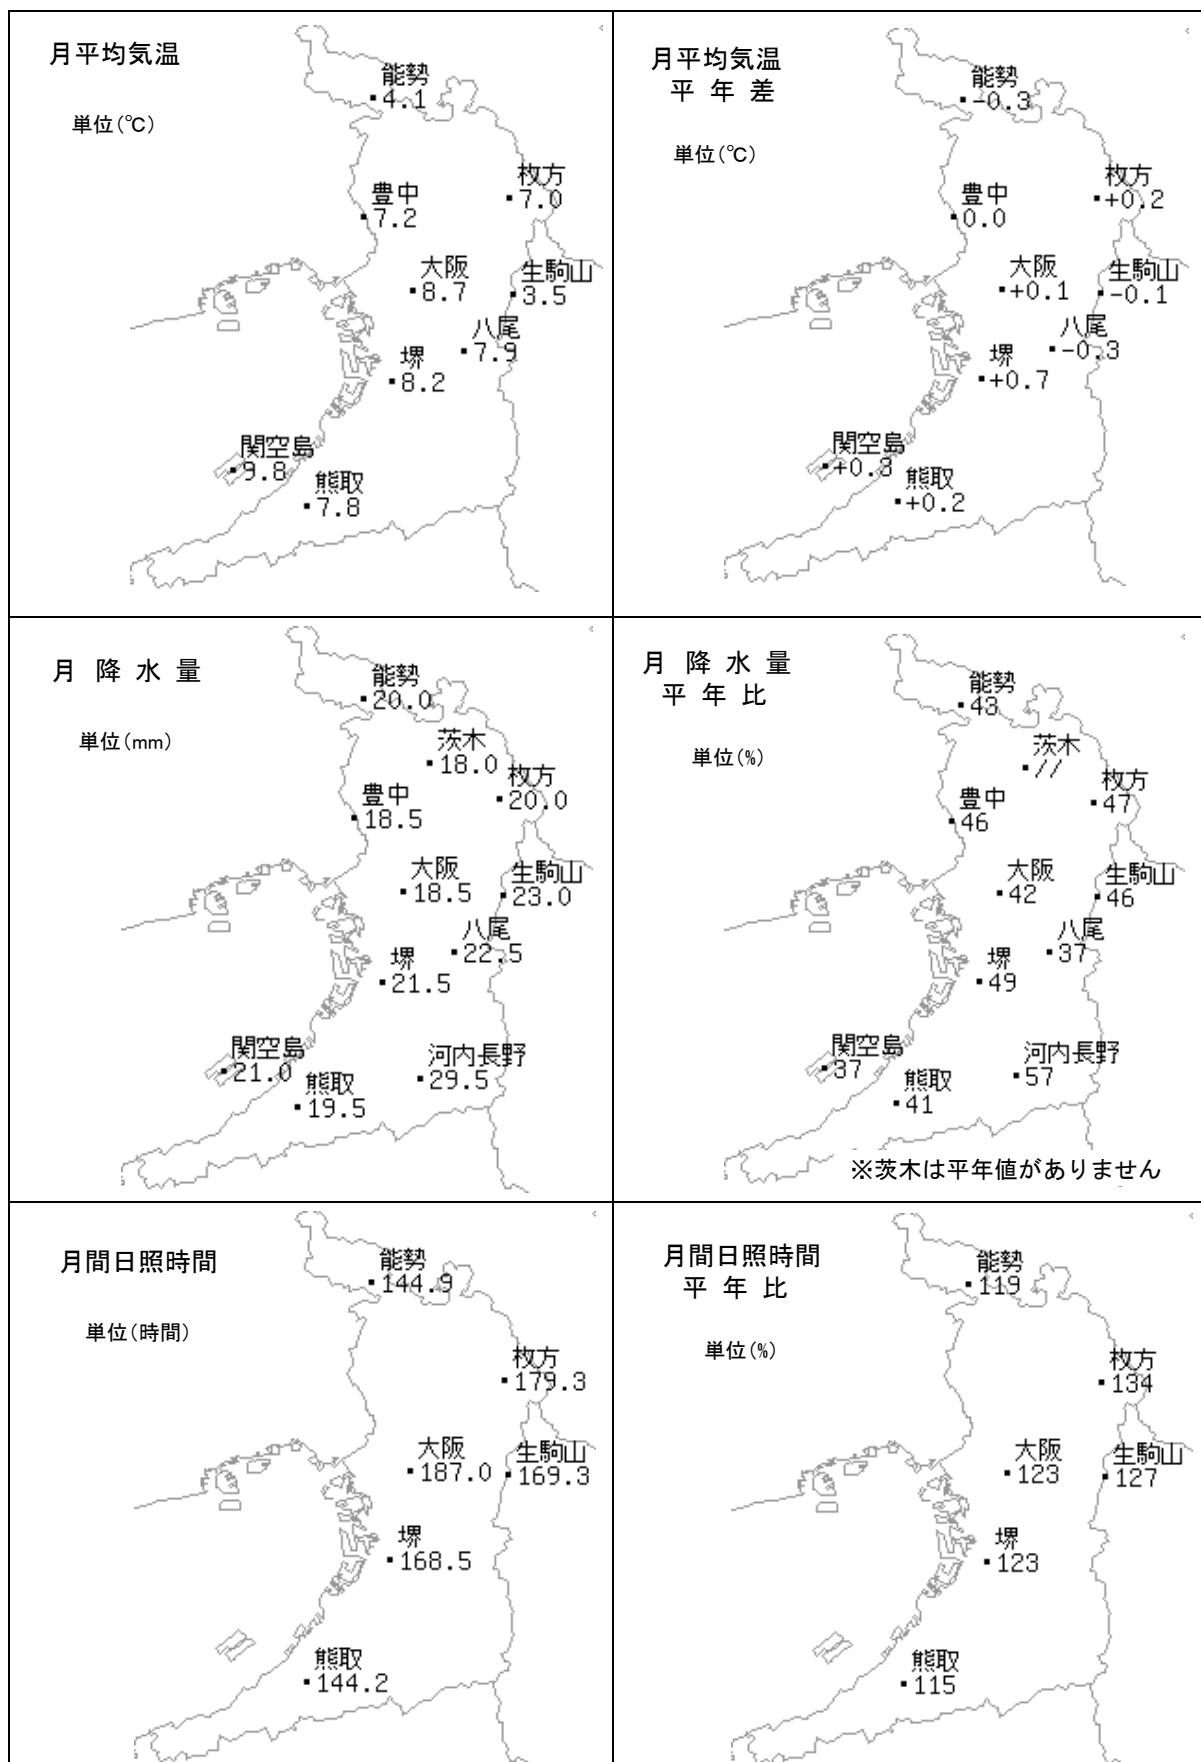 月平均気温
単位(℃)
能勢
4.1
枚方
7.0
豊中
7.2
大阪
8.7
生駒山
3.5
八尾
7.9
堺
8.2
関空島
9.8
熊取
7.8
月平均気温
平 年 差
単位(℃)
能勢
-0.3
枚方
+0.2
豊中
0.0
大阪
+0.1
生駒山
-0.1
八尾
-0.3
堺
+0.7
関空島
+0.3
熊取
+0.2
月 降 水 量
単位(mm)
能勢
20.0
茨木
18.0
枚方
20.0
豊中
18.5
大阪
18.5
生駒山
23.0
八尾
22.5
堺
21.5
関空島
21.0
河内長野
29.5
熊取
19.5
月 降 水 量
平 年 比
単位(%)
能勢
43
茨木
//
枚方
47
豊中
46
大阪
42
生駒山
46
八尾
37
堺
49
関空島
37
河内長野
57
熊取
41
※茨木は平年値がありません
月間日照時間
単位(時間)
能勢
144.9
枚方
179.3
大阪
187.0
生駒山
169.3
堺
168.5
熊取
144.2
月間日照時間
平 年 比
単位(%)
能勢
119
枚方
134
大阪
123
生駒山
127
堺
123
熊取
115